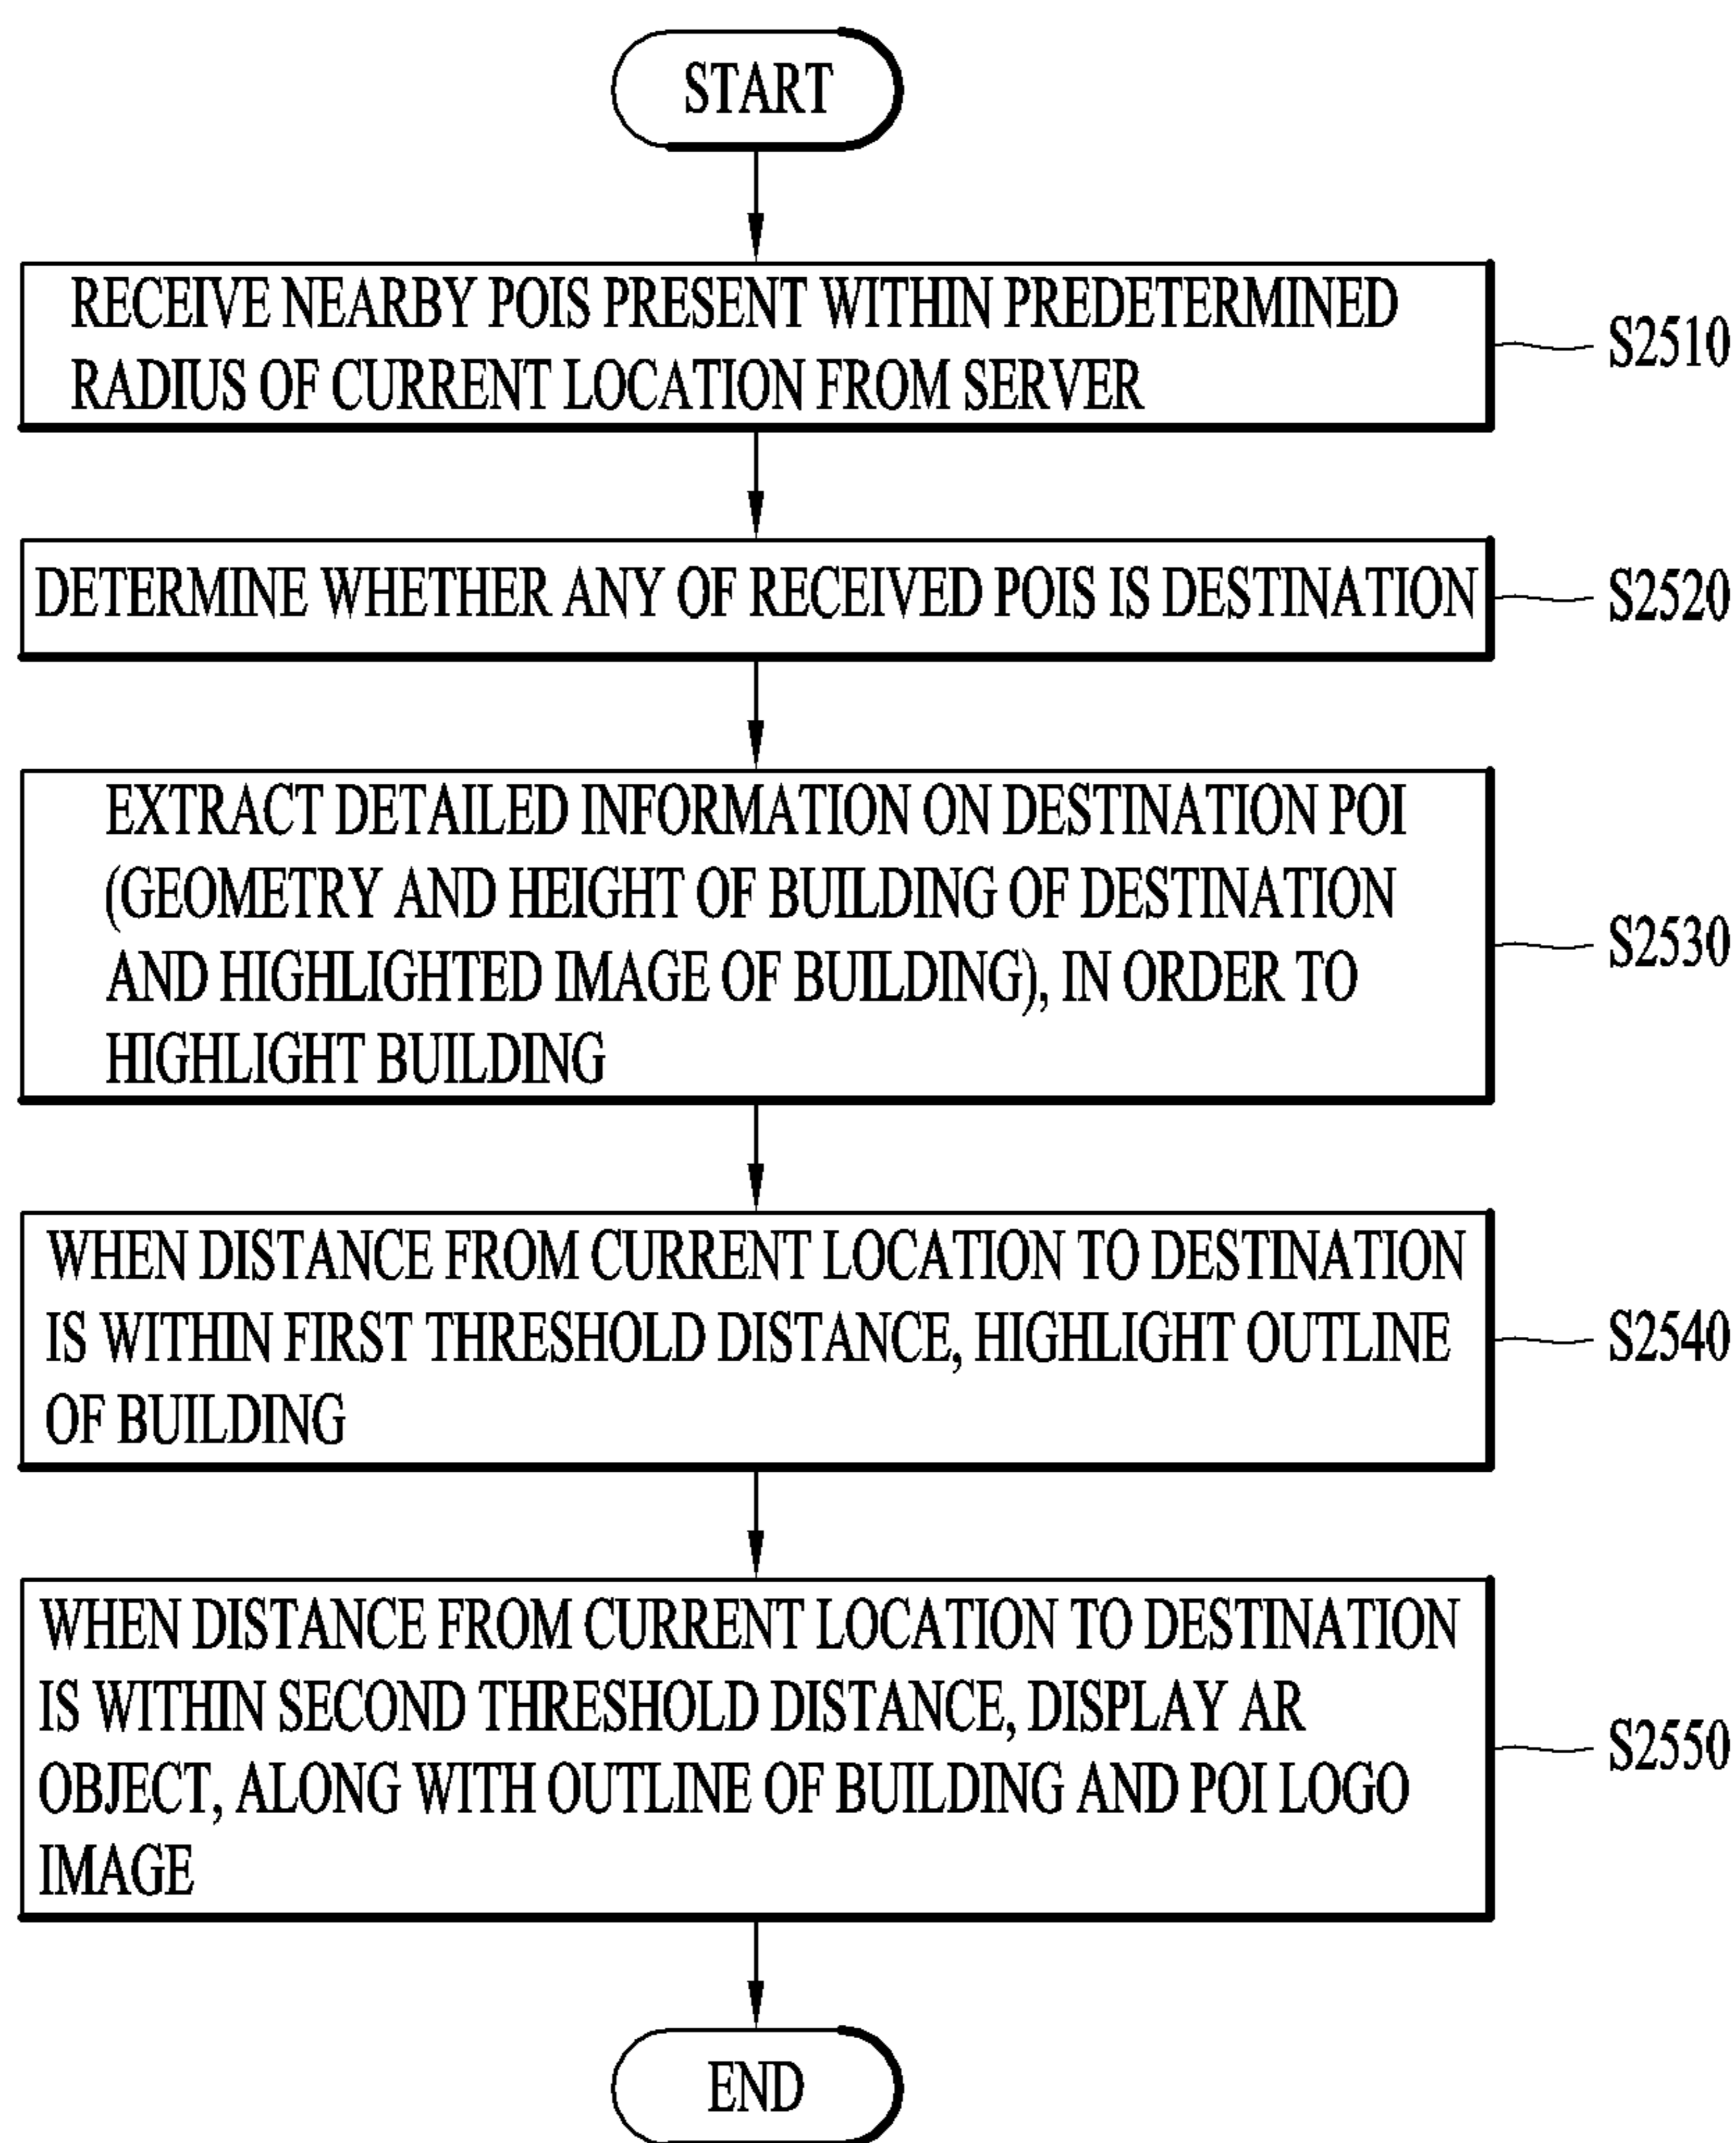 START
RECEIVE NEARBY POIS PRESENT WITHIN PREDETERMINED
RADIUS OF CURRENT LOCATION FROM SERVER
S2510
DETERMINE WHETHER ANY OF RECEIVED POIS IS DESTINATION
S2520
EXTRACT DETAILED INFORMATION ON DESTINATION POI
(GEOMETRY AND HEIGHT OF BUILDING OF DESTINATION
AND HIGHLIGHTED IMAGE OF BUILDING), IN ORDER TO
HIGHLIGHT BUILDING
S2530
WHEN DISTANCE FROM CURRENT LOCATION TO DESTINATION
IS WITHIN FIRST THRESHOLD DISTANCE, HIGHLIGHT OUTLINE
OF BUILDING
S2540
WHEN DISTANCE FROM CURRENT LOCATION TO DESTINATION
IS WITHIN SECOND THRESHOLD DISTANCE, DISPLAY AR
OBJECT, ALONG WITH OUTLINE OF BUILDING AND POI LOGO
IMAGE
S2550
END